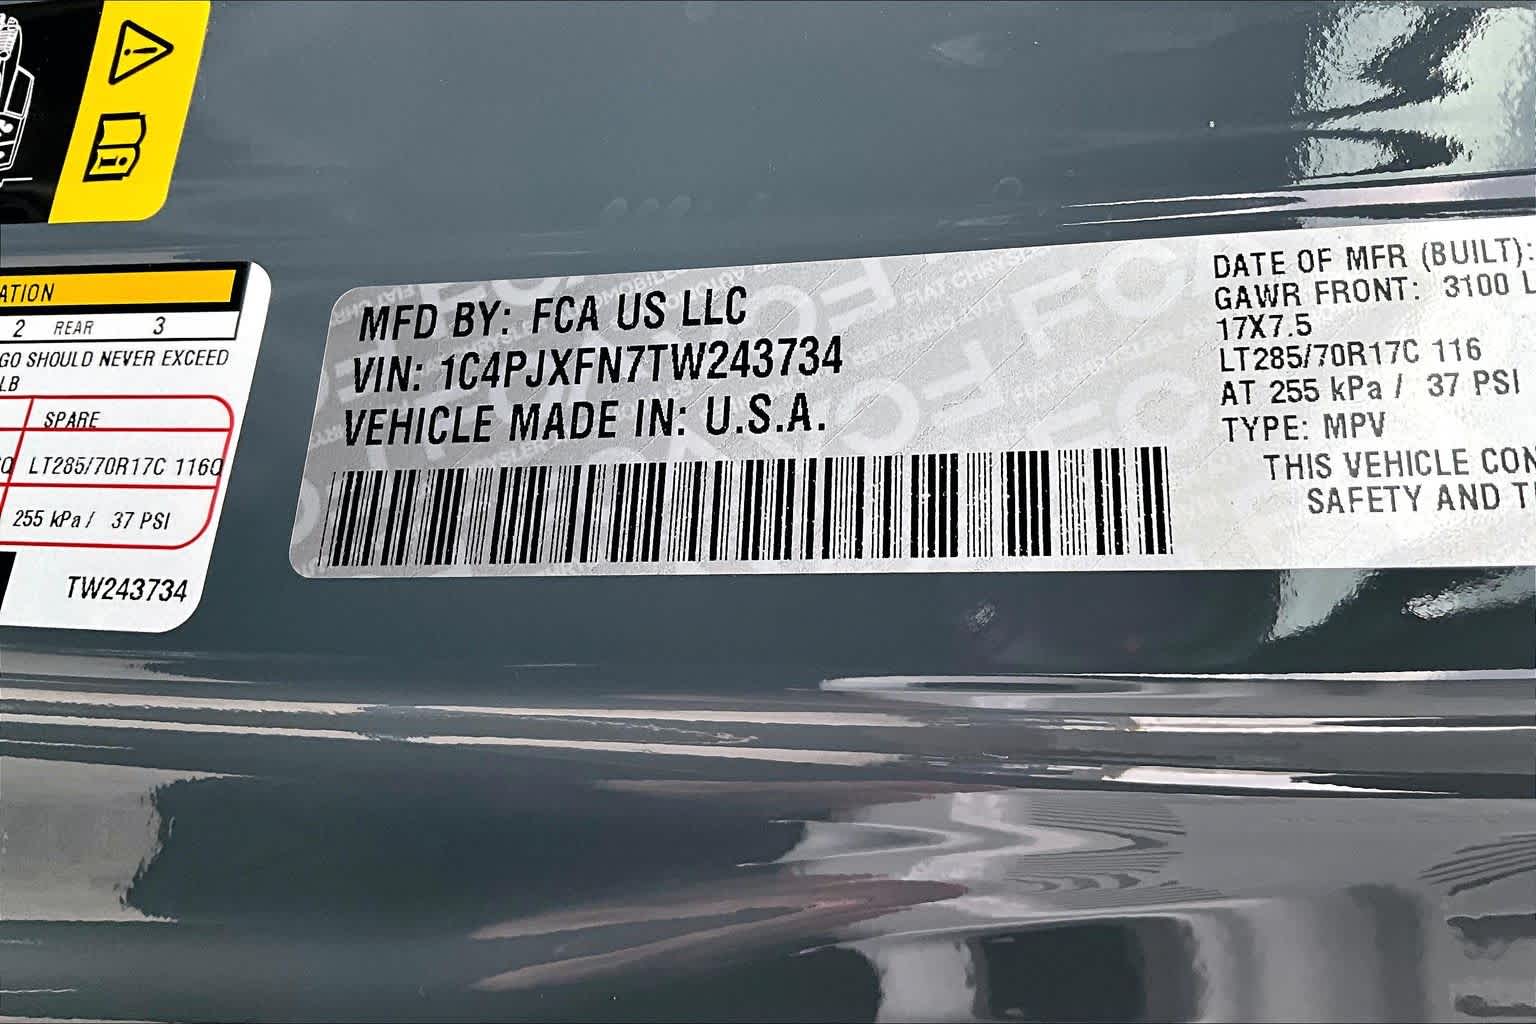 ATION
2 REAR 3
GO SHOULD NEVER EXCEED
LB
SPARE
LT285/70R17C 116Q
255 kPa / 37 PSI
TW243734
MFD BY: FCA US LLC
VIN: 1C4PJXFN7TW243734
VEHICLE MADE IN: U.S.A.
DATE OF MFR (BUILT):
GAWR FRONT: 3100 L
17X7.5
LT285/70R17C 116
AT 255 kPa / 37 PSI
TYPE: MPV
THIS VEHICLE CON
SAFETY AND T